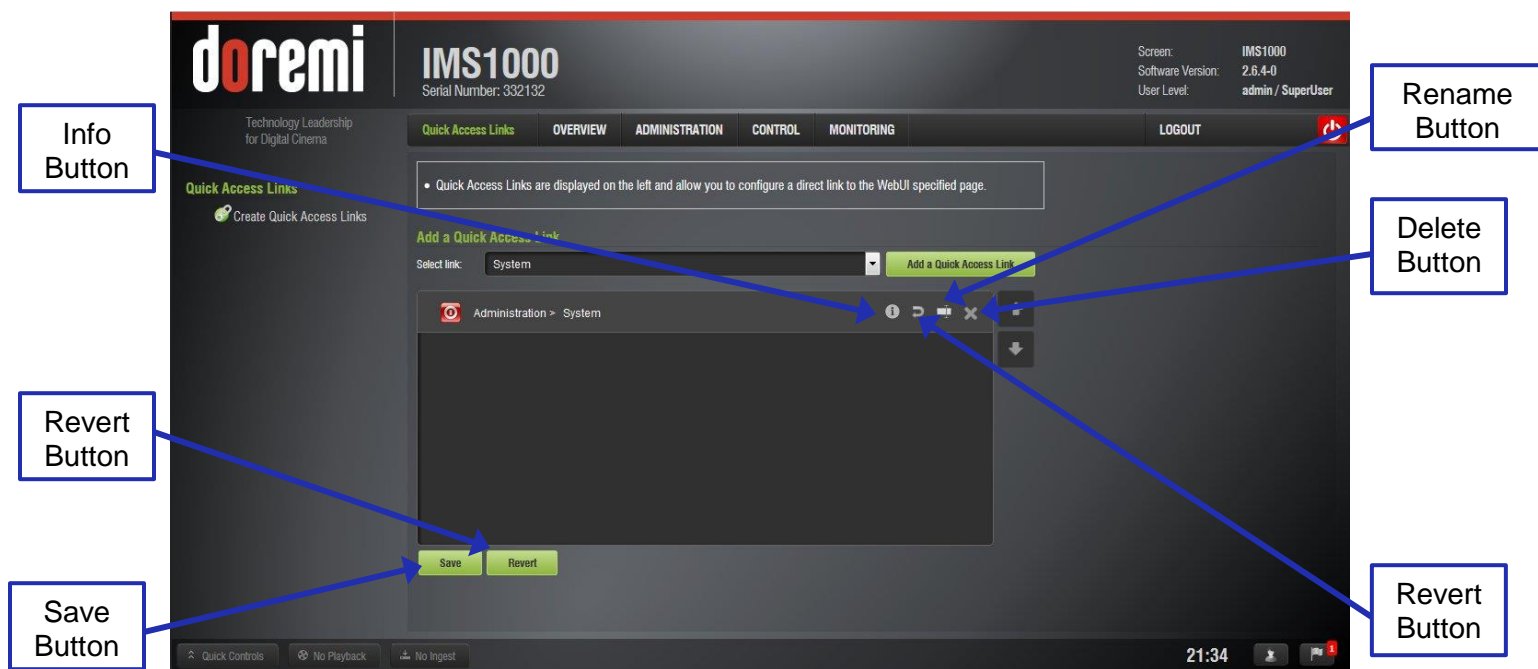 doremi
Technology Leadership
for Digital Cinema
IMS1000
Serial Number: 332132
Screen: IMS1000
Software Version: 2.6.4-0
User Level: admin / SuperUser
Quick Access Links OVERVIEW ADMINISTRATION CONTROL MONITORING LOGOUT
Quick Access Links
Create Quick Access Links
• Quick Access Links are displayed on the left and allow you to configure a direct link to the WebUI specified page.
Add a Quick Access Link
Select link: System Add a Quick Access Link
Administration > System
Save Revert
Quick Controls No Playback No Ingest 21:34 1
Info
Button
Revert
Button
Save
Button
Rename
Button
Delete
Button
Revert
Button